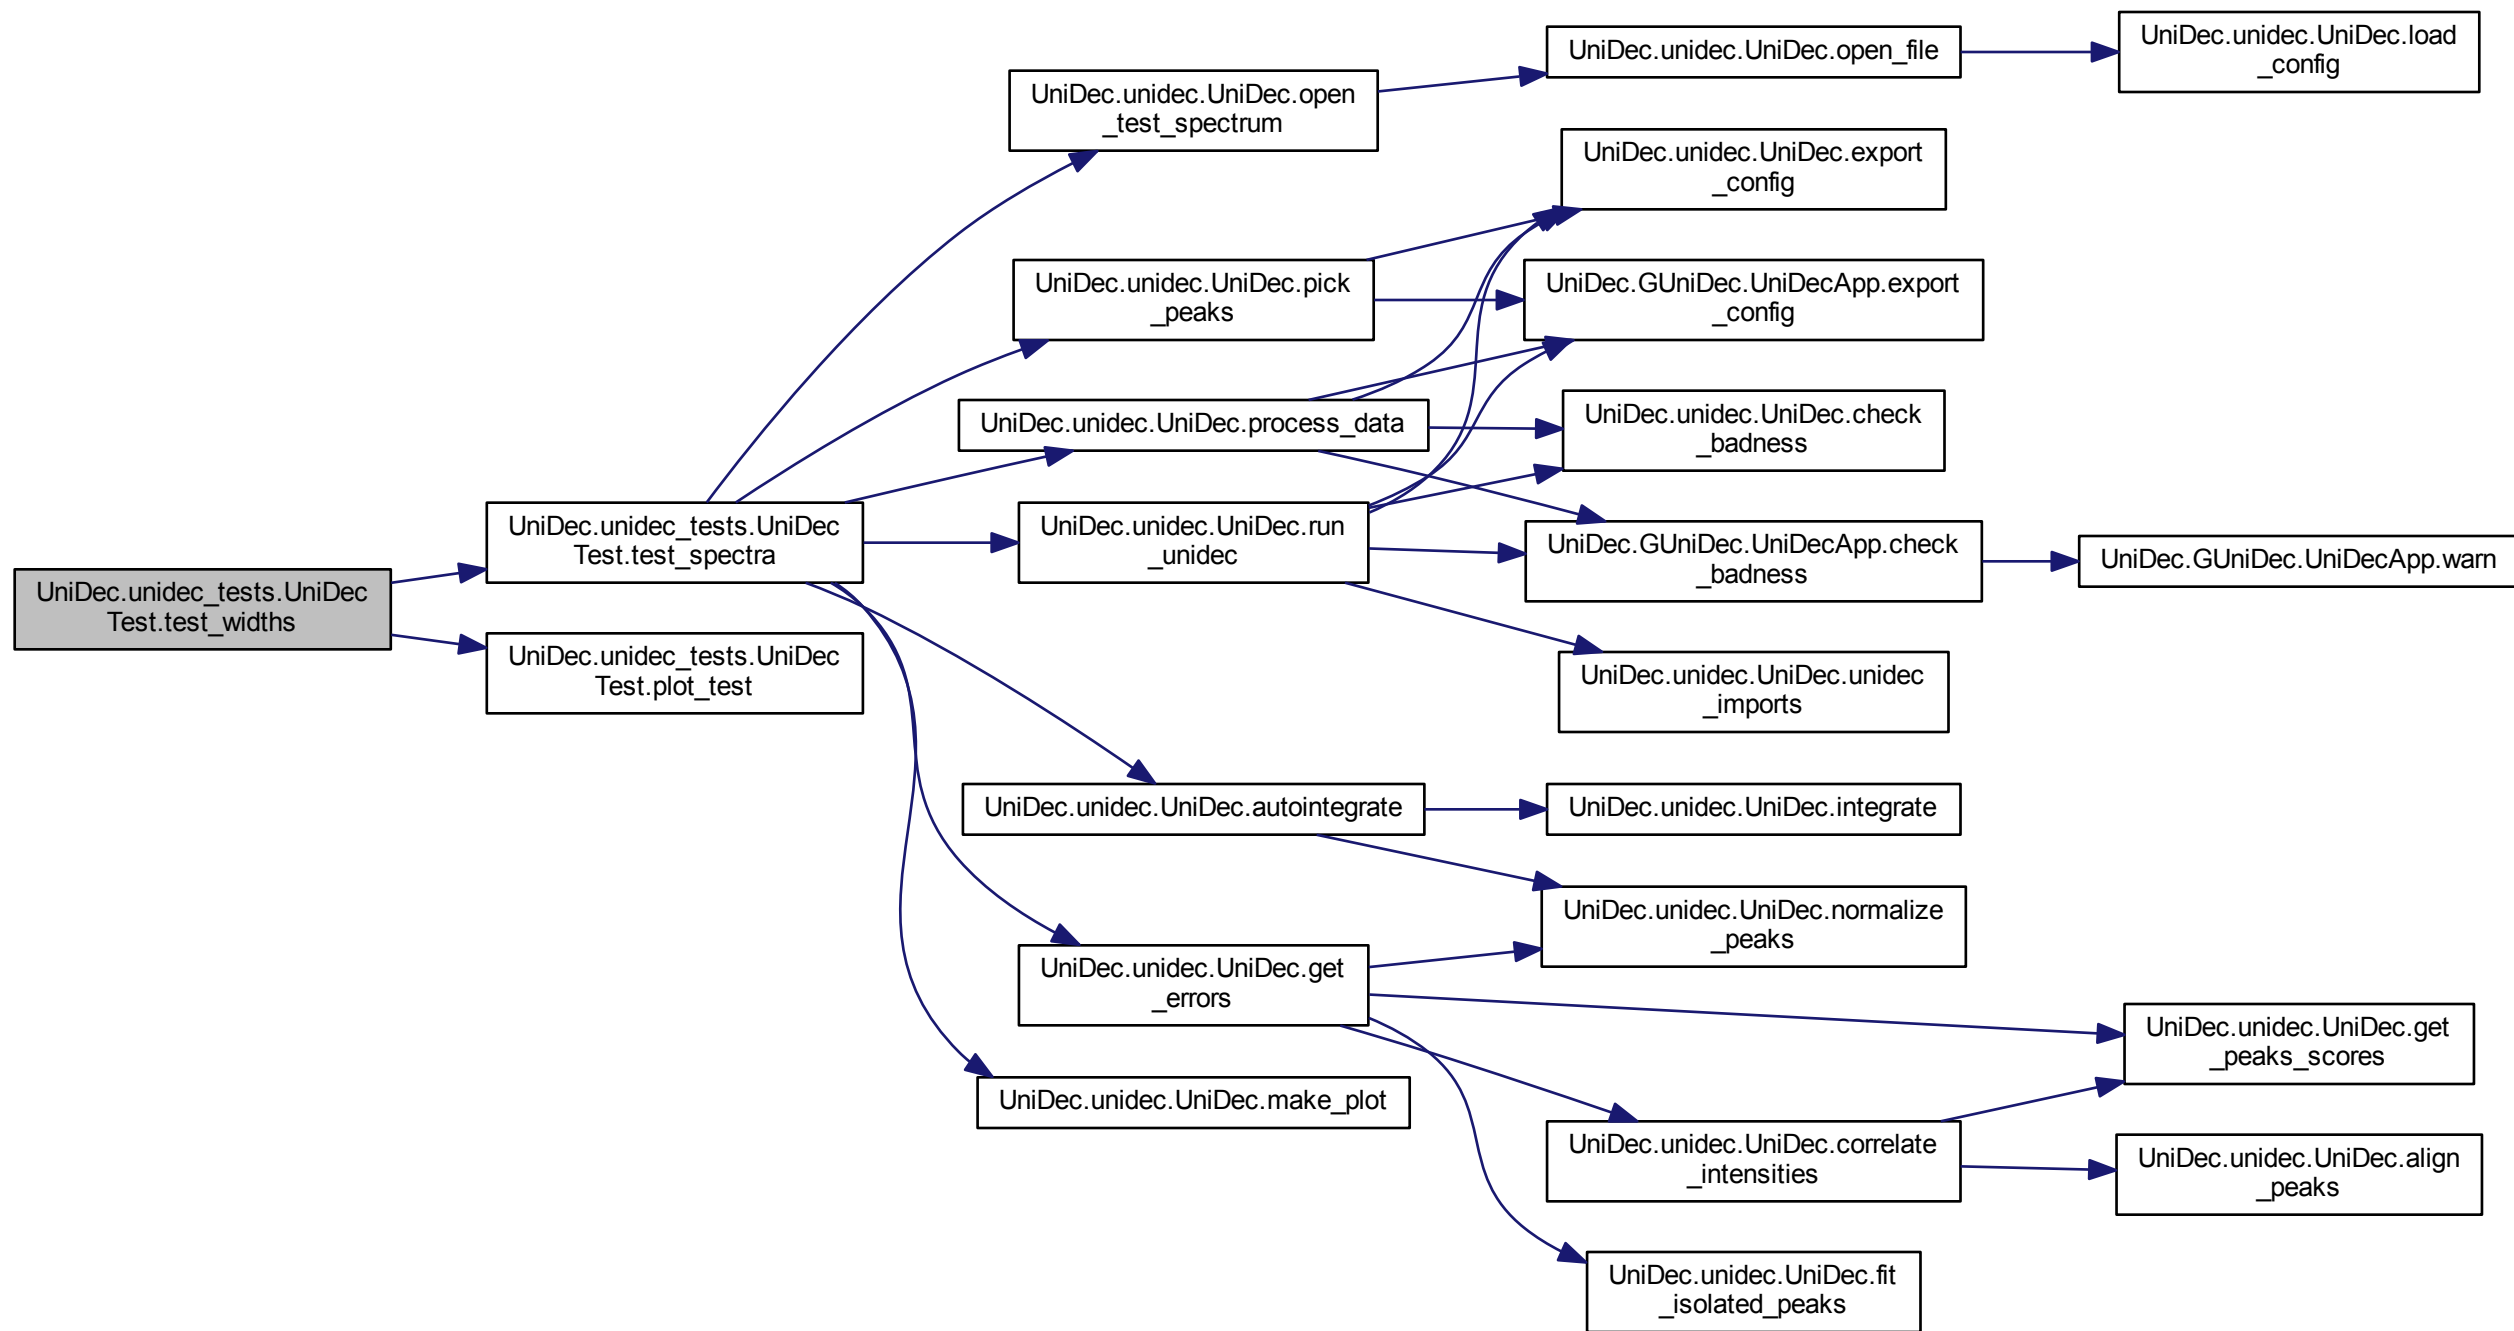 UniDec.unidec_tests.UniDec
Test.test_widths
UniDec.unidec_tests.UniDec
Test.test_spectra
UniDec.unidec_tests.UniDec
Test.plot_test
UniDec.unidec.UniDec.open
_test_spectrum
UniDec.unidec.UniDec.pick
_peaks
UniDec.unidec.UniDec.process_data
UniDec.unidec.UniDec.run
_unidec
UniDec.unidec.UniDec.autointegrate
UniDec.unidec.UniDec.get
_errors
UniDec.unidec.UniDec.make_plot
UniDec.unidec.UniDec.open_file
UniDec.unidec.UniDec.export
_config
UniDec.GUniDec.UniDecApp.export
_config
UniDec.unidec.UniDec.check
_badness
UniDec.GUniDec.UniDecApp.check
_badness
UniDec.unidec.UniDec.unidec
_imports
UniDec.unidec.UniDec.integrate
UniDec.unidec.UniDec.normalize
_peaks
UniDec.unidec.UniDec.correlate
_intensities
UniDec.unidec.UniDec.fit
_isolated_peaks
UniDec.unidec.UniDec.load
_config
UniDec.GUniDec.UniDecApp.warn
UniDec.unidec.UniDec.get
_peaks_scores
UniDec.unidec.UniDec.align
_peaks